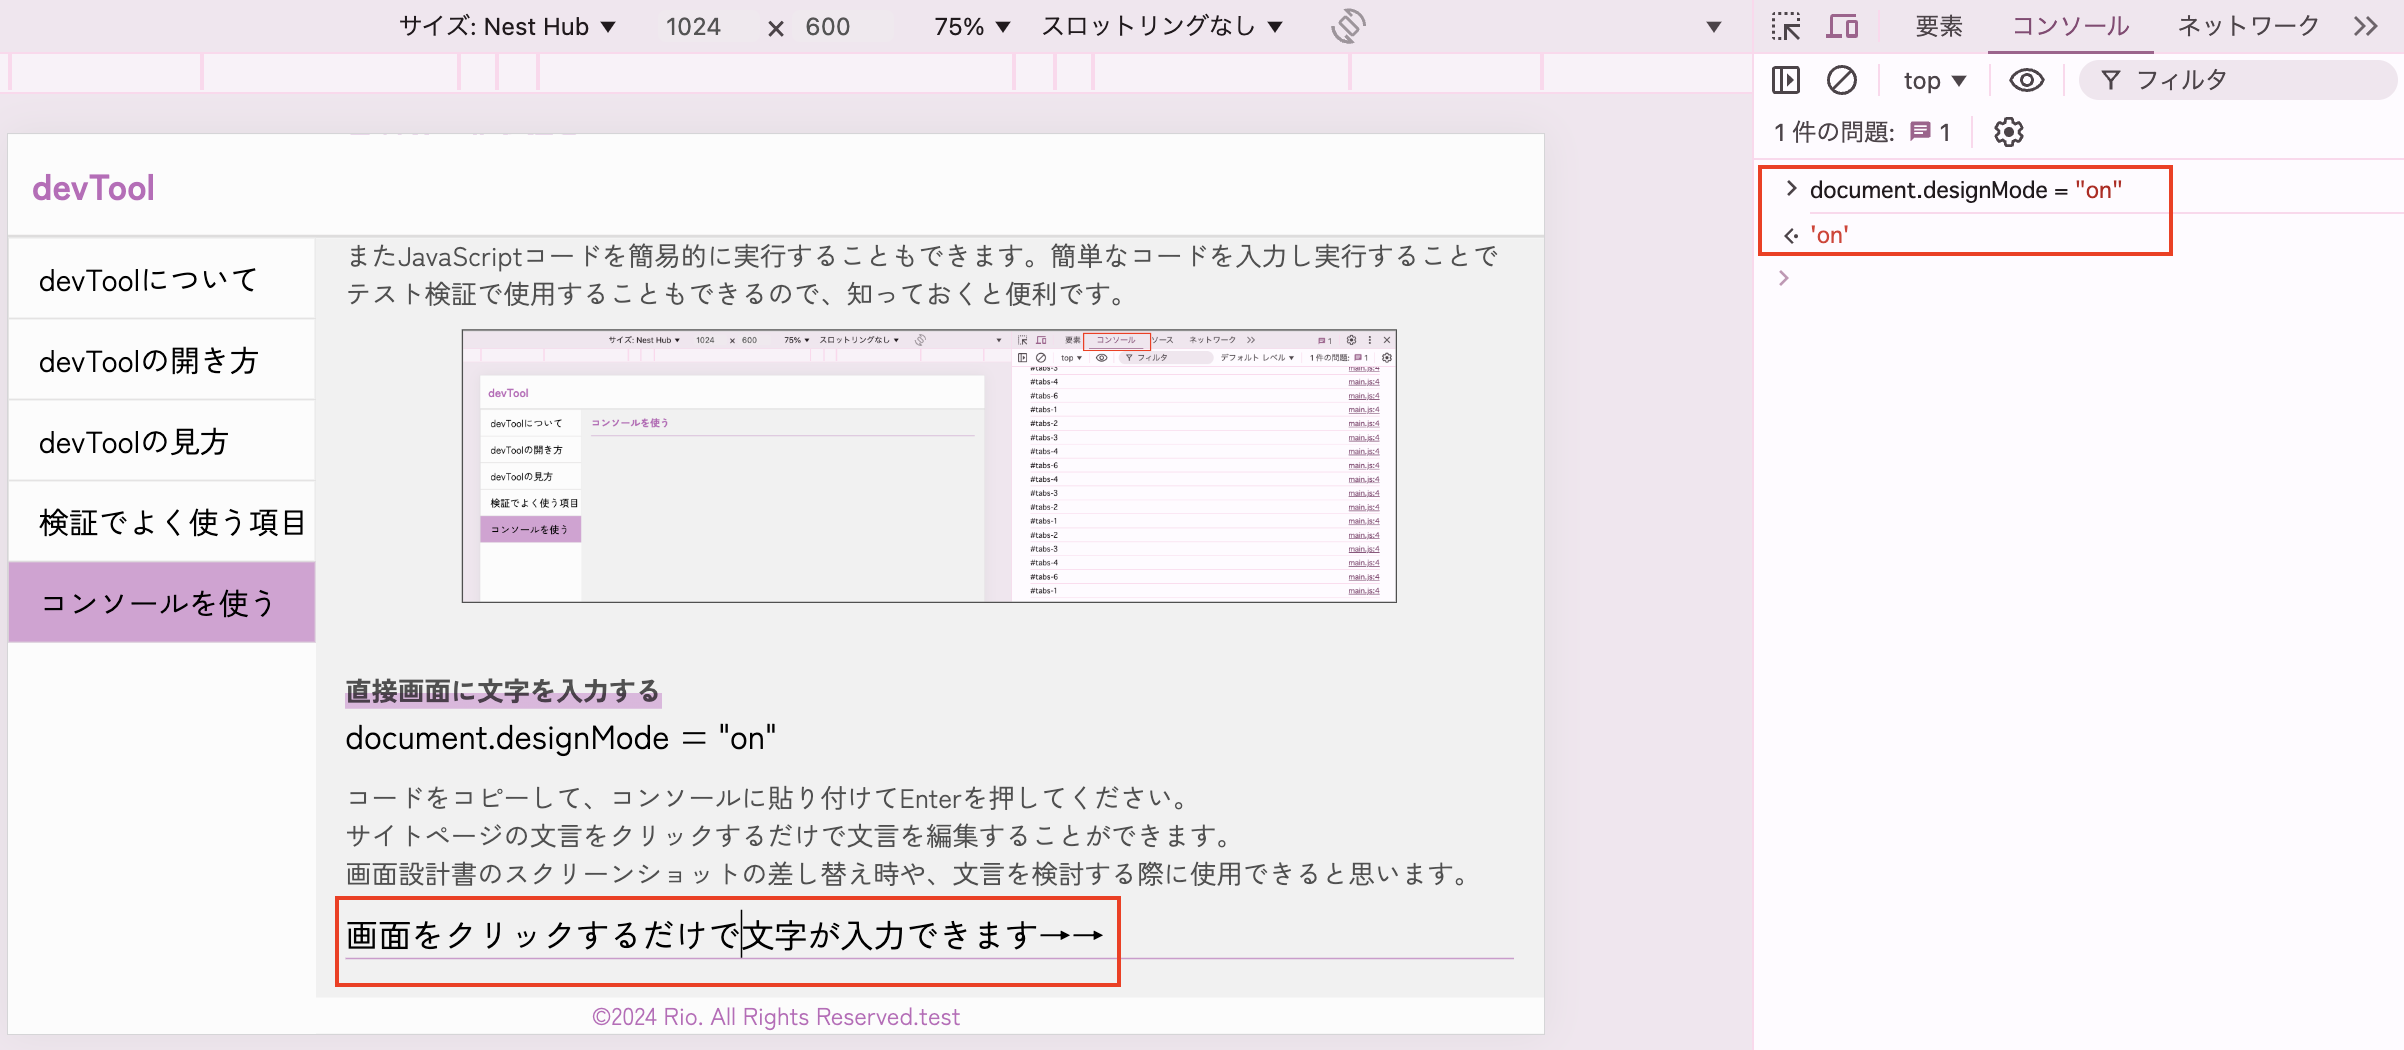 サイズ: Nest Hub ▼ 1024 × 600 75% ▼ スロットリングなし ▼ ▼
要素 コンソール ネットワーク »
top ▼ フィルタ
1 件の問題: 1
> document.designMode = "on"
<· 'on'
>
devTool
devToolについて
devToolの開き方
devToolの見方
検証でよく使う項目
コンソールを使う
またJavaScriptコードを簡易的に実行することもできます。簡単なコードを入力し実行することで
テスト検証で使用することもできるので、知っておくと便利です。
サイズ: Nest Hub ▼ 1024 × 600 75% ▼ スロットリングなし ▼ ▼
要素 コンソール ソース ネットワーク » 1
top ▼ フィルタ デフォルト レベル ▼ 1 件の問題: 1
devTool
devToolについて
devToolの開き方
devToolの見方
検証でよく使う項目
コンソールを使う
コンソールを使う
#tabs-3 main.js:4
#tabs-4 main.js:4
#tabs-6 main.js:4
#tabs-1 main.js:4
#tabs-2 main.js:4
#tabs-3 main.js:4
#tabs-4 main.js:4
#tabs-6 main.js:4
#tabs-4 main.js:4
#tabs-3 main.js:4
#tabs-2 main.js:4
#tabs-1 main.js:4
#tabs-2 main.js:4
#tabs-3 main.js:4
#tabs-4 main.js:4
#tabs-6 main.js:4
#tabs-1 main.js:4
直接画面に文字を入力する
document.designMode = "on"
コードをコピーして、コンソールに貼り付けてEnterを押してください。
サイトページの文言をクリックするだけで文言を編集することができます。
画面設計書のスクリーンショットの差し替え時や、文言を検討する際に使用できると思います。
画面をクリックするだけで文字が入力できます→→
©2024 Rio. All Rights Reserved.test